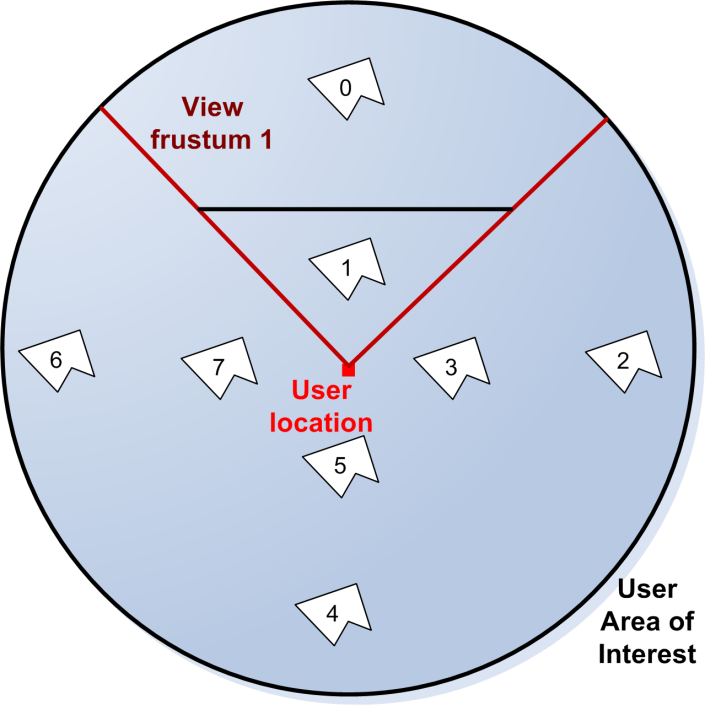 0
View
frustum 1
1
6
7
3
2
User
location
5
4
User
Area of
Interest